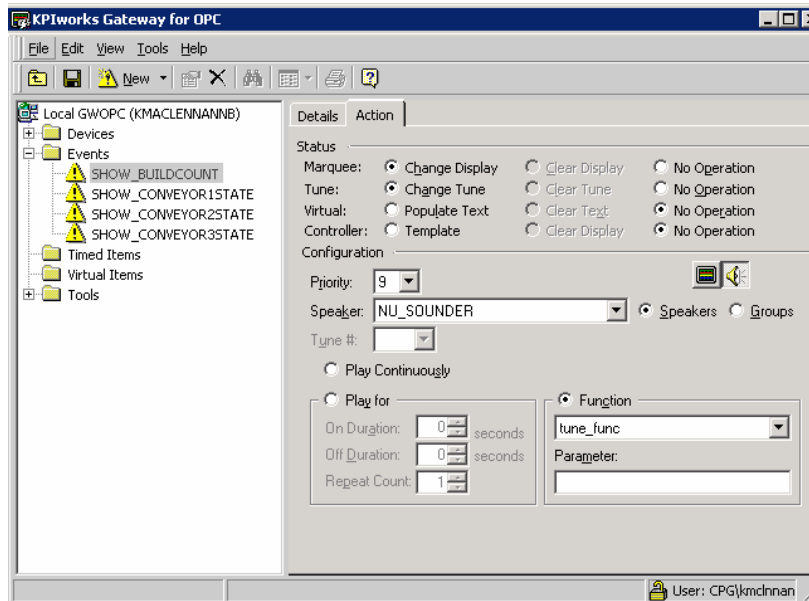 KPIworks Gateway for OPC
File Edit View Tools Help
New
Local GWOPC (KMACLENNANNB)
Devices
Events
SHOW_BUILDCOUNT
SHOW_CONVEYOR1STATE
SHOW_CONVEYOR2STATE
SHOW_CONVEYOR3STATE
Timed Items
Virtual Items
Tools
Details Action
Status
Marquee: Change Display Clear Display No Operation
Tune: Change Tune Clear Tune No Operation
Virtual: Populate Text Clear Text No Operation
Controller: Template Clear Display No Operation
Configuration
Priority: 9
Speaker: NU_SOUNDER Speakers Groups
Tune #:
Play Continuously
Play for
On Duration: 0 seconds
Off Duration: 0 seconds
Repeat Count: 1
Function
tune_func
Parameter:
User: CPG\kmclnnan